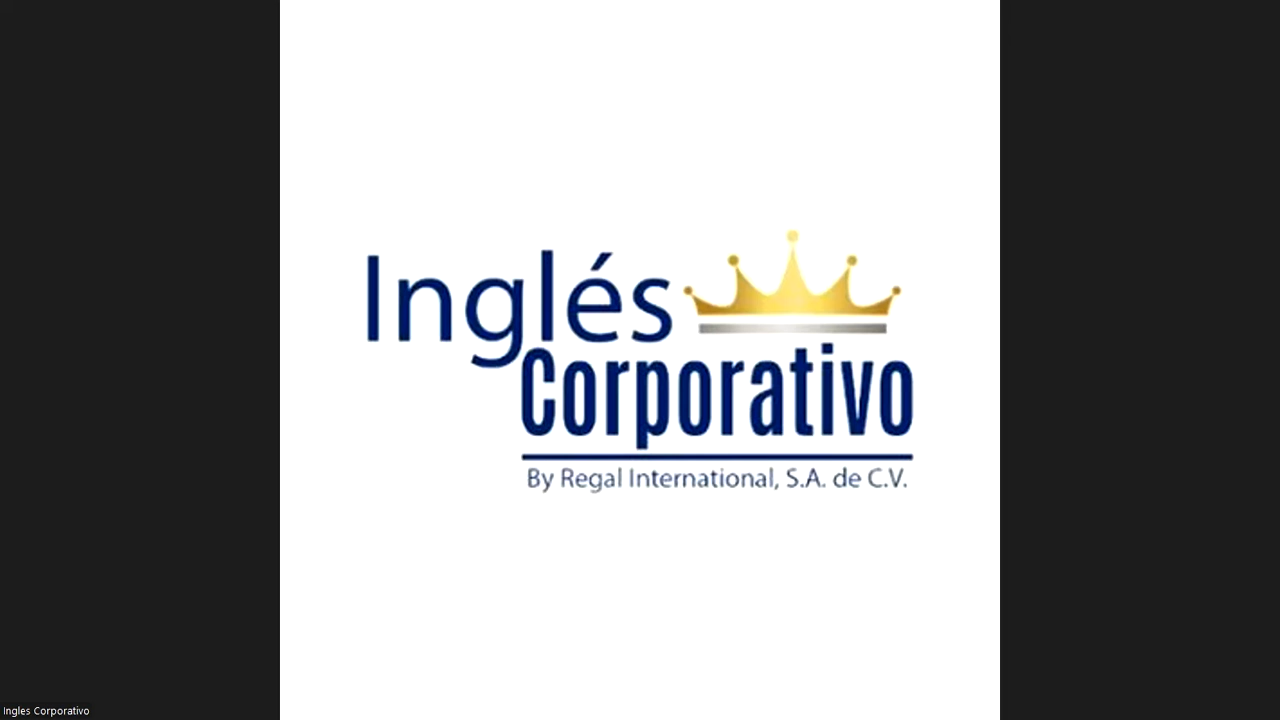 Inglés
Corporativo
By Regal International, S.A. de C.V.
Ingles Corporativo